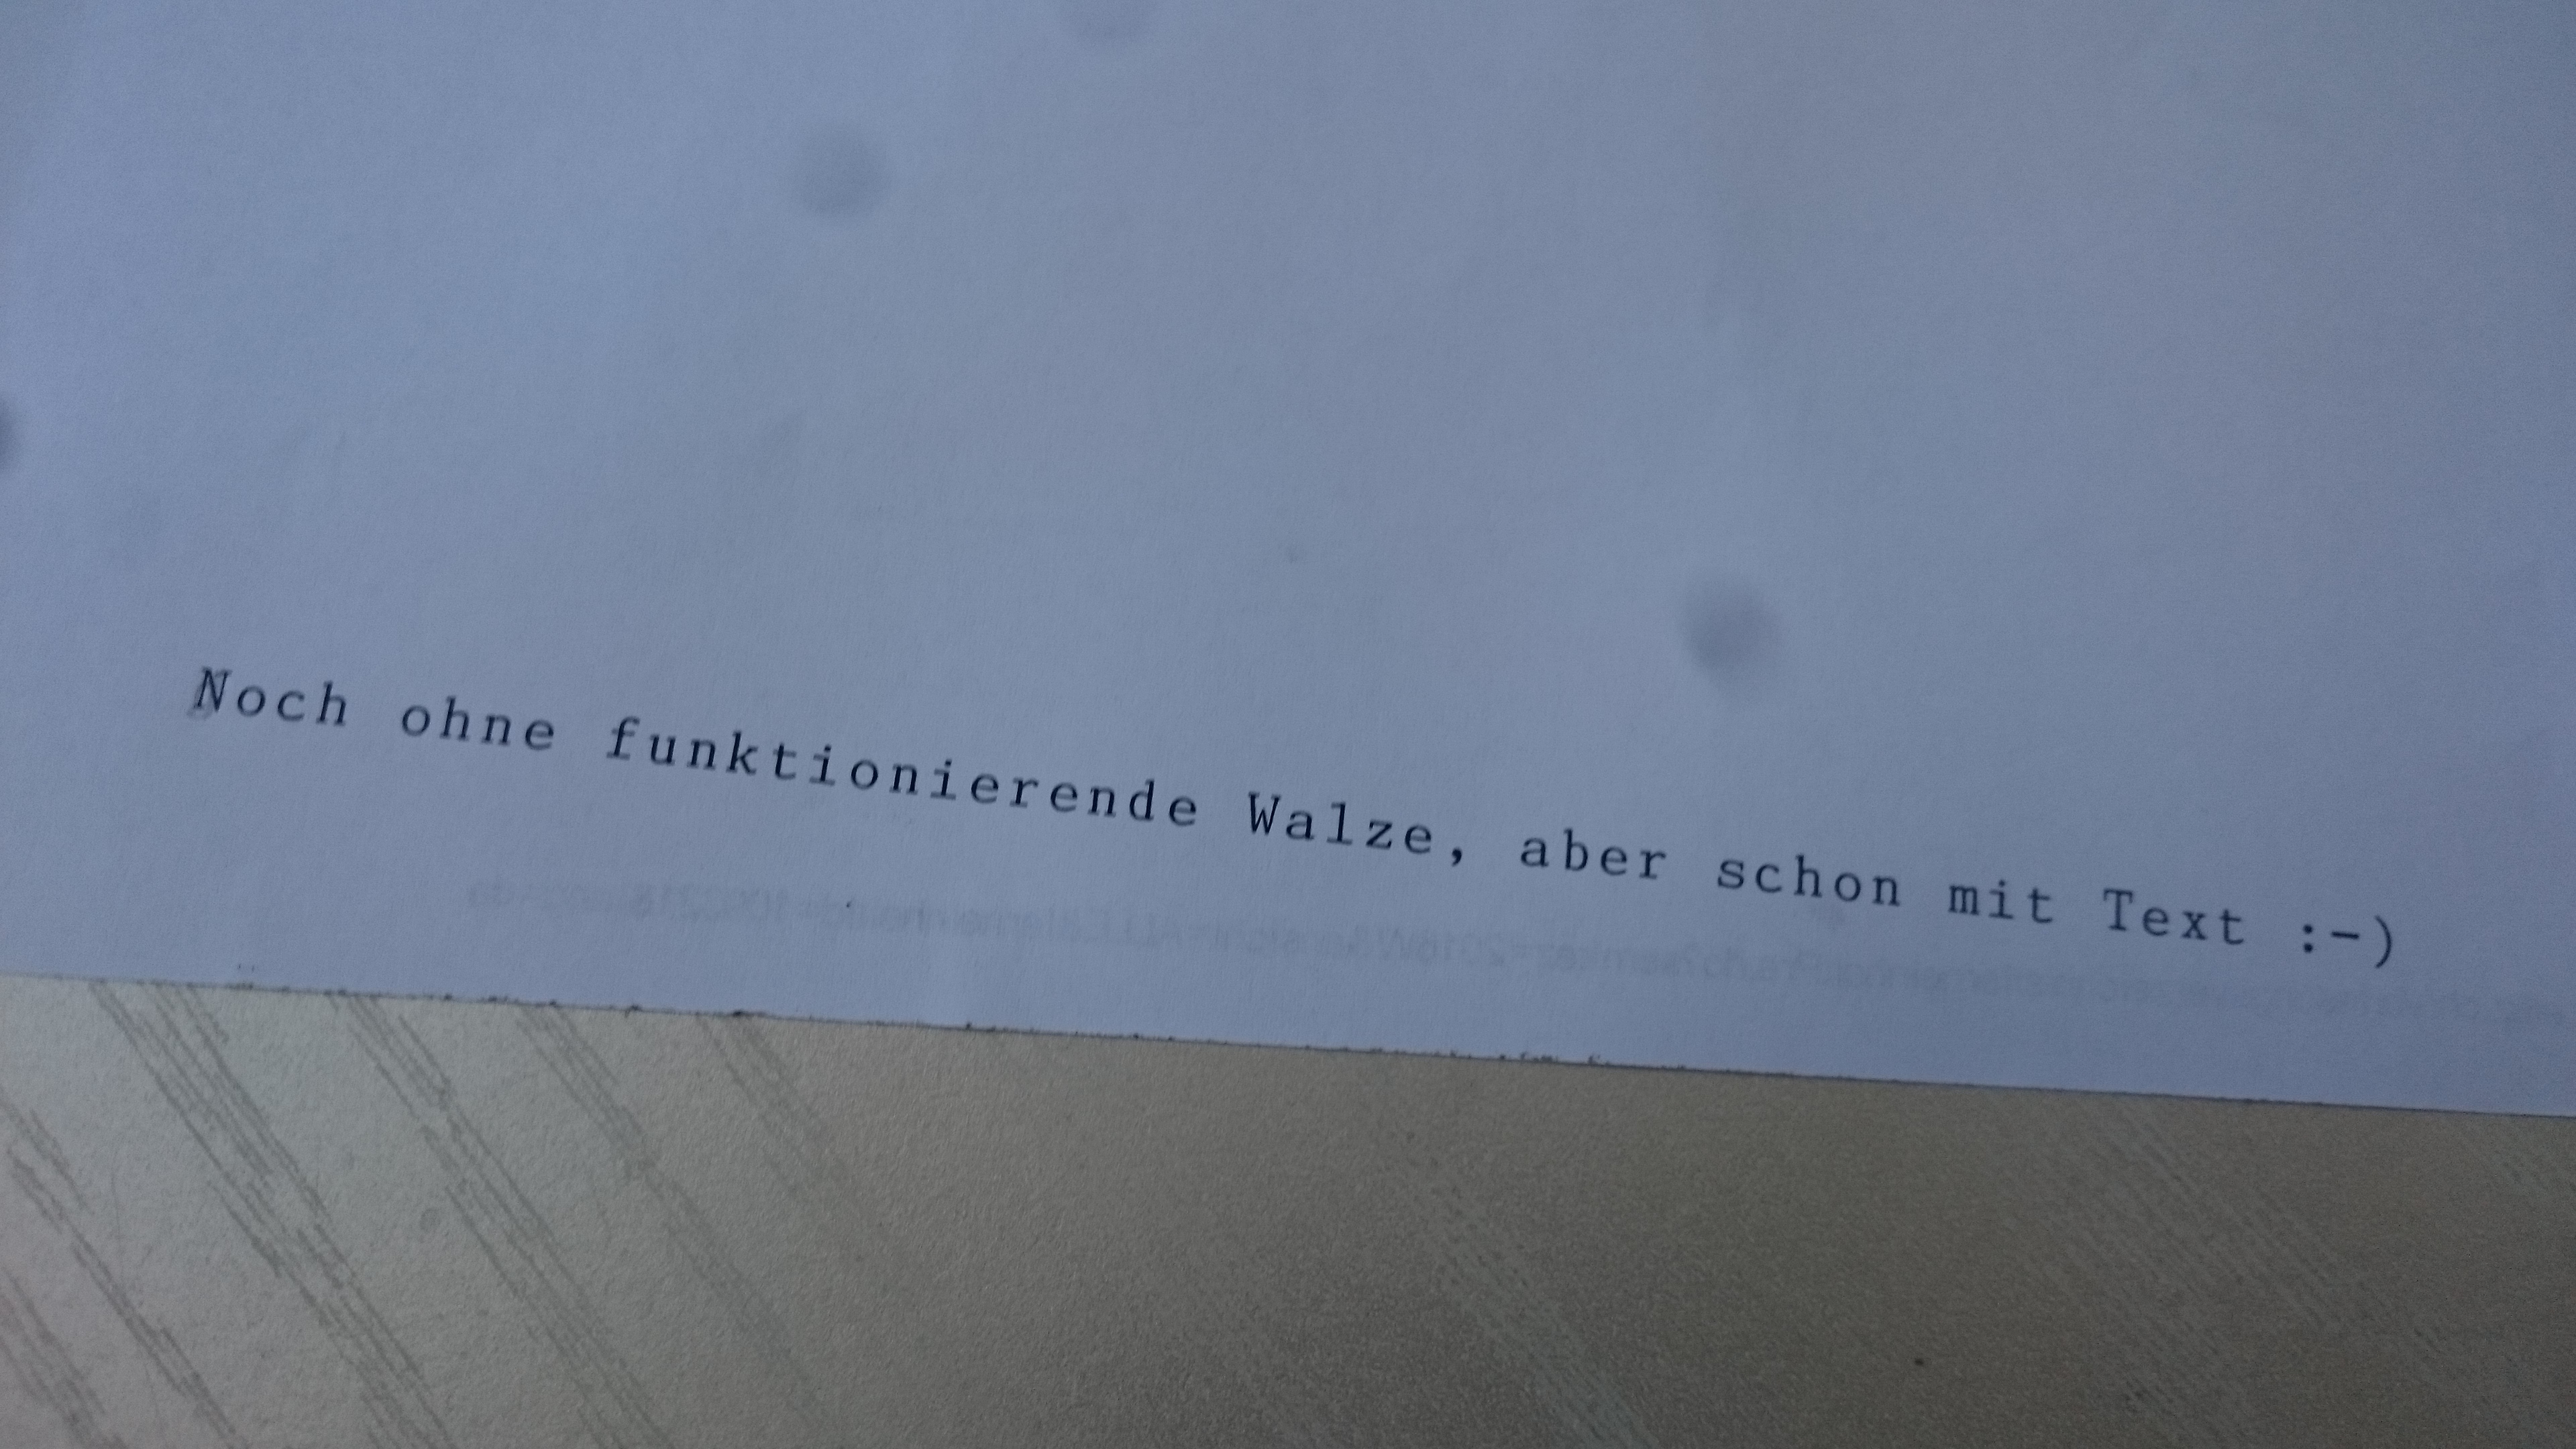 Noch ohne funktionierende Walze, aber schon mit Text :-)